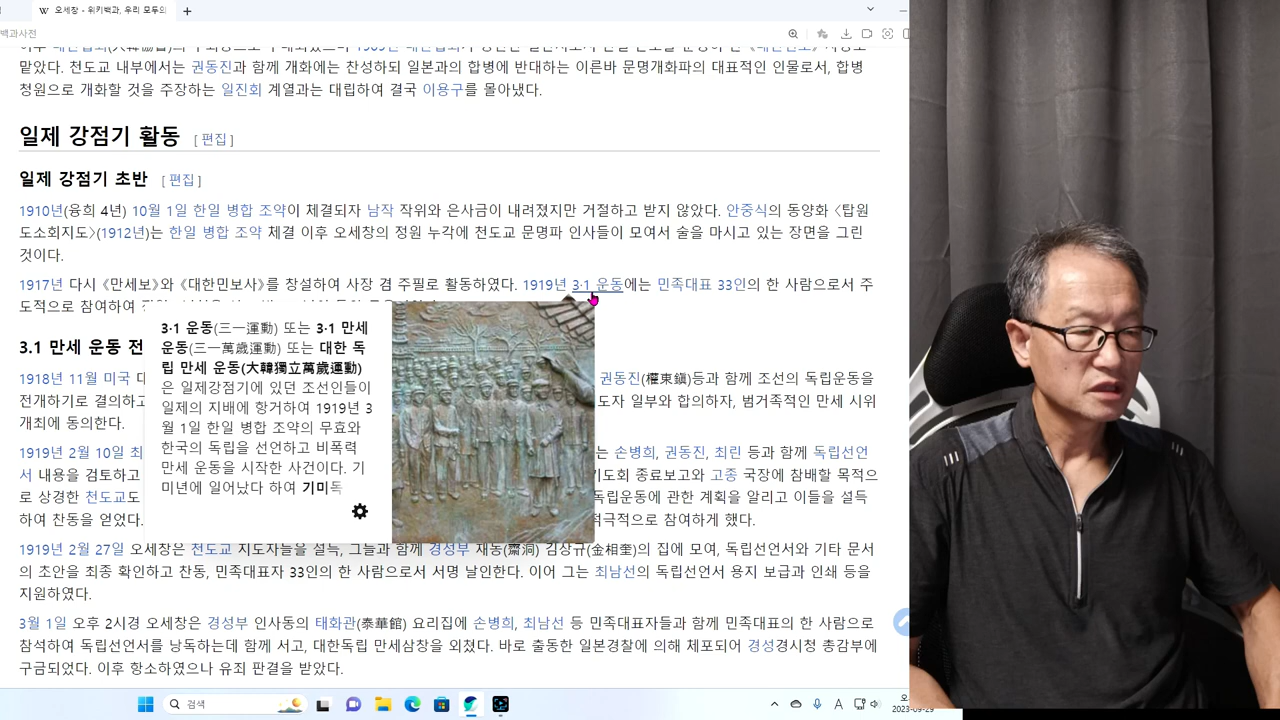 오세창 - 위키백과, 우리 모두의
백과사전
맡았다. 천도교 내부에서는 권동진과 함께 개화에는 찬성하되 일본과의 합병에 반대하는 이른바 문명개화파의 대표적인 인물로서, 합병
청원으로 개화할 것을 주장하는 일진회 계열과는 대립하여 결국 이용구를 몰아냈다.
일제 강점기 활동 [ 편집 ]
일제 강점기 초반 [ 편집 ]
1910년(융희 4년) 10월 1일 한일 병합 조약이 체결되자 남작 작위와 은사금이 내려졌지만 거절하고 받지 않았다. 안중식의 동양화 〈탑원
도소회지도〉(1912년)는 한일 병합 조약 체결 이후 오세창의 정원 누각에 천도교 문명파 인사들이 모여서 술을 마시고 있는 장면을 그린
것이다.
1917년 다시 《만세보》와 《대한민보사》를 창설하여 사장 겸 주필로 활동하였다. 1919년 3·1 운동에는 민족대표 33인의 한 사람으로서 주
도적으로 참여하여
3·1 운동(三一運動) 또는 3·1 만세
운동(三一萬歲運動) 또는 대한 독
립 만세 운동(大韓獨立萬歲運動)
은 일제강점기에 있던 조선인들이
일제의 지배에 항거하여 1919년 3
월 1일 한일 병합 조약의 무효와
한국의 독립을 선언하고 비폭력
만세 운동을 시작한 사건이다. 기
미년에 일어났다 하여 기미독
3.1 만세 운동 전
1918년 11월 미국 대 권동진(權東鎭)등과 함께 조선의 독립운동을
전개하기로 결의하고 도자 일부와 합의하자, 범거족적인 만세 시위
개최에 동의한다.
1919년 2월 10일 최 는 손병희, 권동진, 최린 등과 함께 독립선언
서 내용을 검토하고 기도회 종료보고와 고종 국장에 참배할 목적으
로 상경한 천도교도 독립운동에 관한 계획을 알리고 이들을 설득
하여 찬동을 얻었다. 적극적으로 참여하게 했다.
1919년 2월 27일 오세창은 천도교 지도자들을 설득, 그들과 함께 경성부 재동(齋洞) 김상규(金相奎)의 집에 모여, 독립선언서와 기타 문서
의 초안을 최종 확인하고 찬동, 민족대표자 33인의 한 사람으로서 서명 날인한다. 이어 그는 최남선의 독립선언서 용지 보급과 인쇄 등을
지원하였다.
3월 1일 오후 2시경 오세창은 경성부 인사동의 태화관(泰華館) 요리집에 손병희, 최남선 등 민족대표자들과 함께 민족대표의 한 사람으로
참석하여 독립선언서를 낭독하는데 함께 서고, 대한독립 만세삼창을 외쳤다. 바로 출동한 일본경찰에 의해 체포되어 경성경시청 총감부에
구금되었다. 이후 항소하였으나 유죄 판결을 받았다.
검색
A
오
2023-09-29